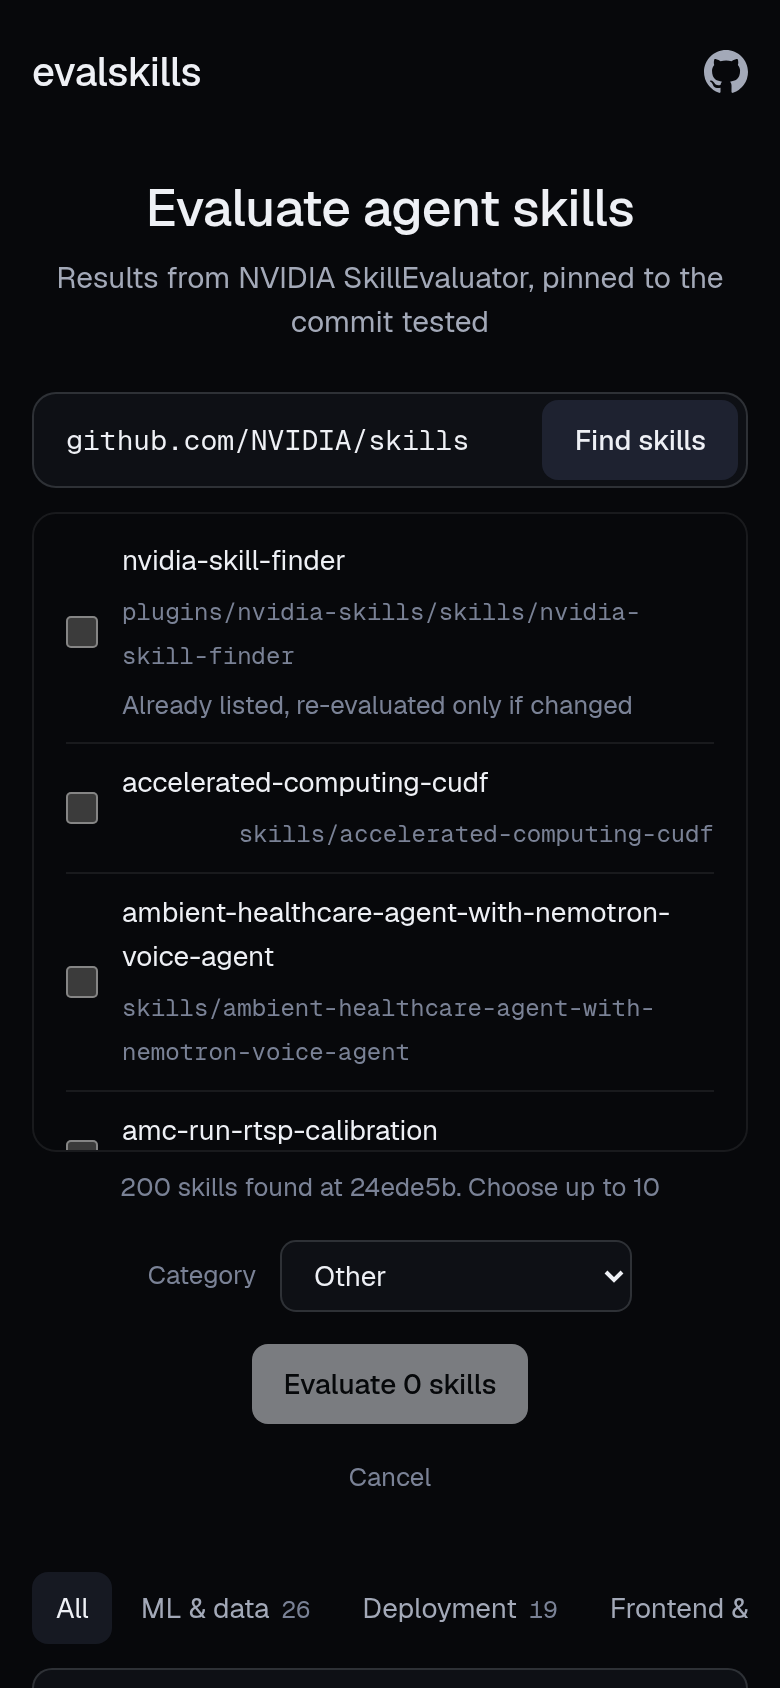 evalskills
Evaluate agent skills
Results from NVIDIA SkillEvaluator, pinned to the
commit tested
github.com/NVIDIA/skills
Find skills
nvidia-skill-finder
plugins/nvidia-skills/skills/nvidia-
skill-finder
Already listed, re-evaluated only if changed
accelerated-computing-cudf
skills/accelerated-computing-cudf
ambient-healthcare-agent-with-nemotron-
voice-agent
skills/ambient-healthcare-agent-with-
nemotron-voice-agent
amc-run-rtsp-calibration
200 skills found at 24ede5b. Choose up to 10
Category
Other
Evaluate 0 skills
Cancel
All ML & data 26 Deployment 19 Frontend &